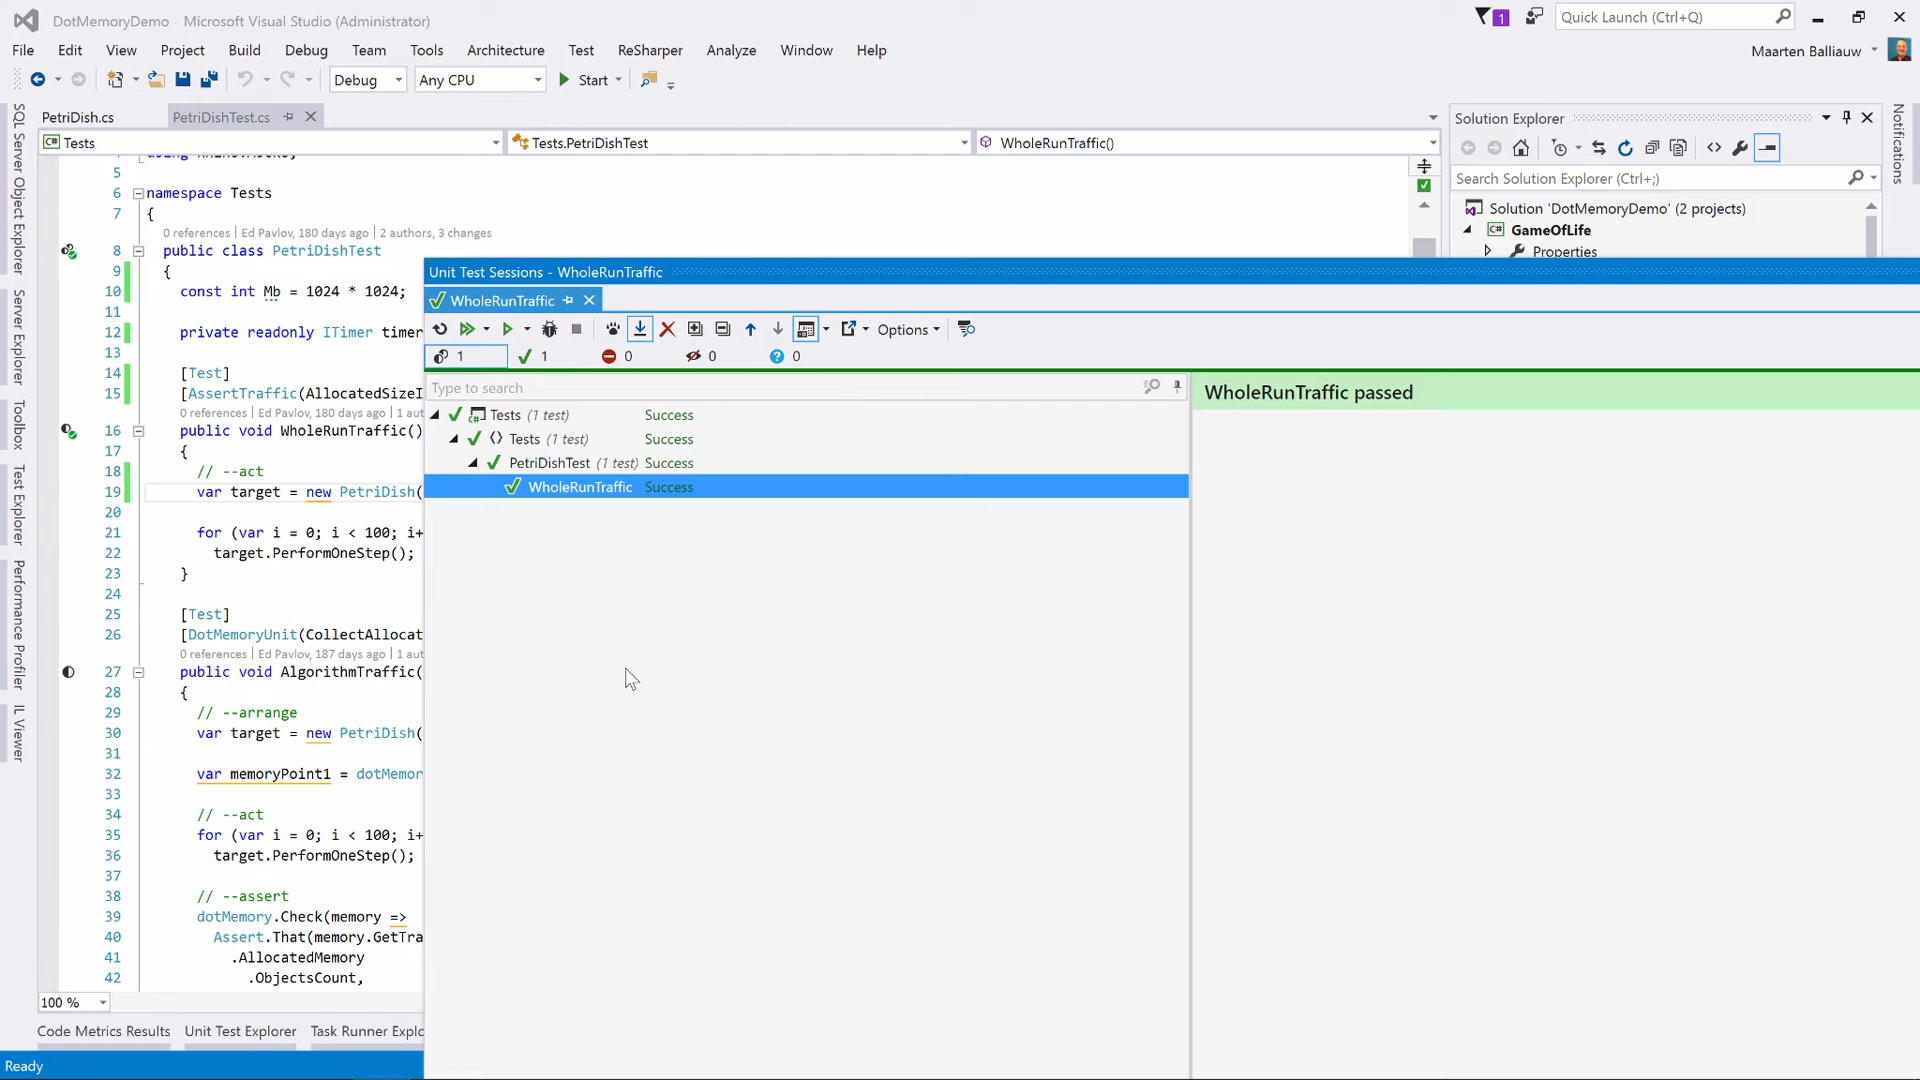 DotMemoryDemo - Microsoft Visual Studio (Administrator)
1
Quick Launch (Ctrl+Q)
File Edit View Project Build Debug Team Tools Architecture Test ReSharper Analyze Window Help
Maarten Balliauw
Debug
Any CPU
Start
PetriDish.cs
PetriDishTest.cs
Solution Explorer
Tests
Tests.PetriDishTest
WholeRunTraffic()
Search Solution Explorer (Ctrl+;)
Solution 'DotMemoryDemo' (2 projects)
GameOfLife
Properties
SQL Server Object Explorer
Server Explorer
Toolbox
Test Explorer
Performance Profiler
IL Viewer
Notifications
5
6 namespace Tests
7 {
0 references | Ed Pavlov, 180 days ago | 2 authors, 3 changes
8 public class PetriDishTest
9 {
10 const int Mb = 1024 * 1024;
11
12 private readonly ITimer timer
13
14 [Test]
15 [AssertTraffic(AllocatedSizeI
0 references | Ed Pavlov, 180 days ago | 1 aut
16 public void WholeRunTraffic()
17 {
18 // --act
19 var target = new PetriDish(
20
21 for (var i = 0; i < 100; i+
22 target.PerformOneStep();
23 }
24
25 [Test]
26 [DotMemoryUnit(CollectAllocat
0 references | Ed Pavlov, 187 days ago | 1 aut
27 public void AlgorithmTraffic(
28 {
29 // --arrange
30 var target = new PetriDish(
31
32 var memoryPoint1 = dotMemor
33
34 // --act
35 for (var i = 0; i < 100; i+
36 target.PerformOneStep();
37
38 // --assert
39 dotMemory.Check(memory =>
40 Assert.That(memory.GetTra
41 .AllocatedMemory
42 .ObjectsCount,
100 %
Code Metrics Results
Unit Test Explorer
Task Runner Explo
Ready
Unit Test Sessions - WholeRunTraffic
WholeRunTraffic
Options
1 1 0 0 0
Type to search
WholeRunTraffic passed
Tests (1 test) Success
Tests (1 test) Success
PetriDishTest (1 test) Success
WholeRunTraffic Success